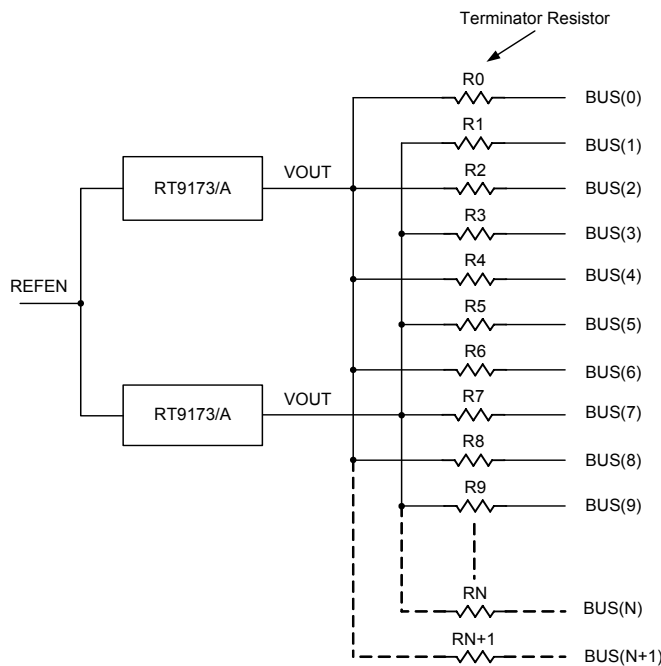 Terminator Resistor
R0
BUS(0)
R1
BUS(1)
RT9173/A
VOUT
R2
BUS(2)
R3
BUS(3)
R4
BUS(4)
REFEN
R5
BUS(5)
R6
BUS(6)
RT9173/A
VOUT
R7
BUS(7)
R8
BUS(8)
R9
BUS(9)
RN
BUS(N)
RN+1
BUS(N+1)